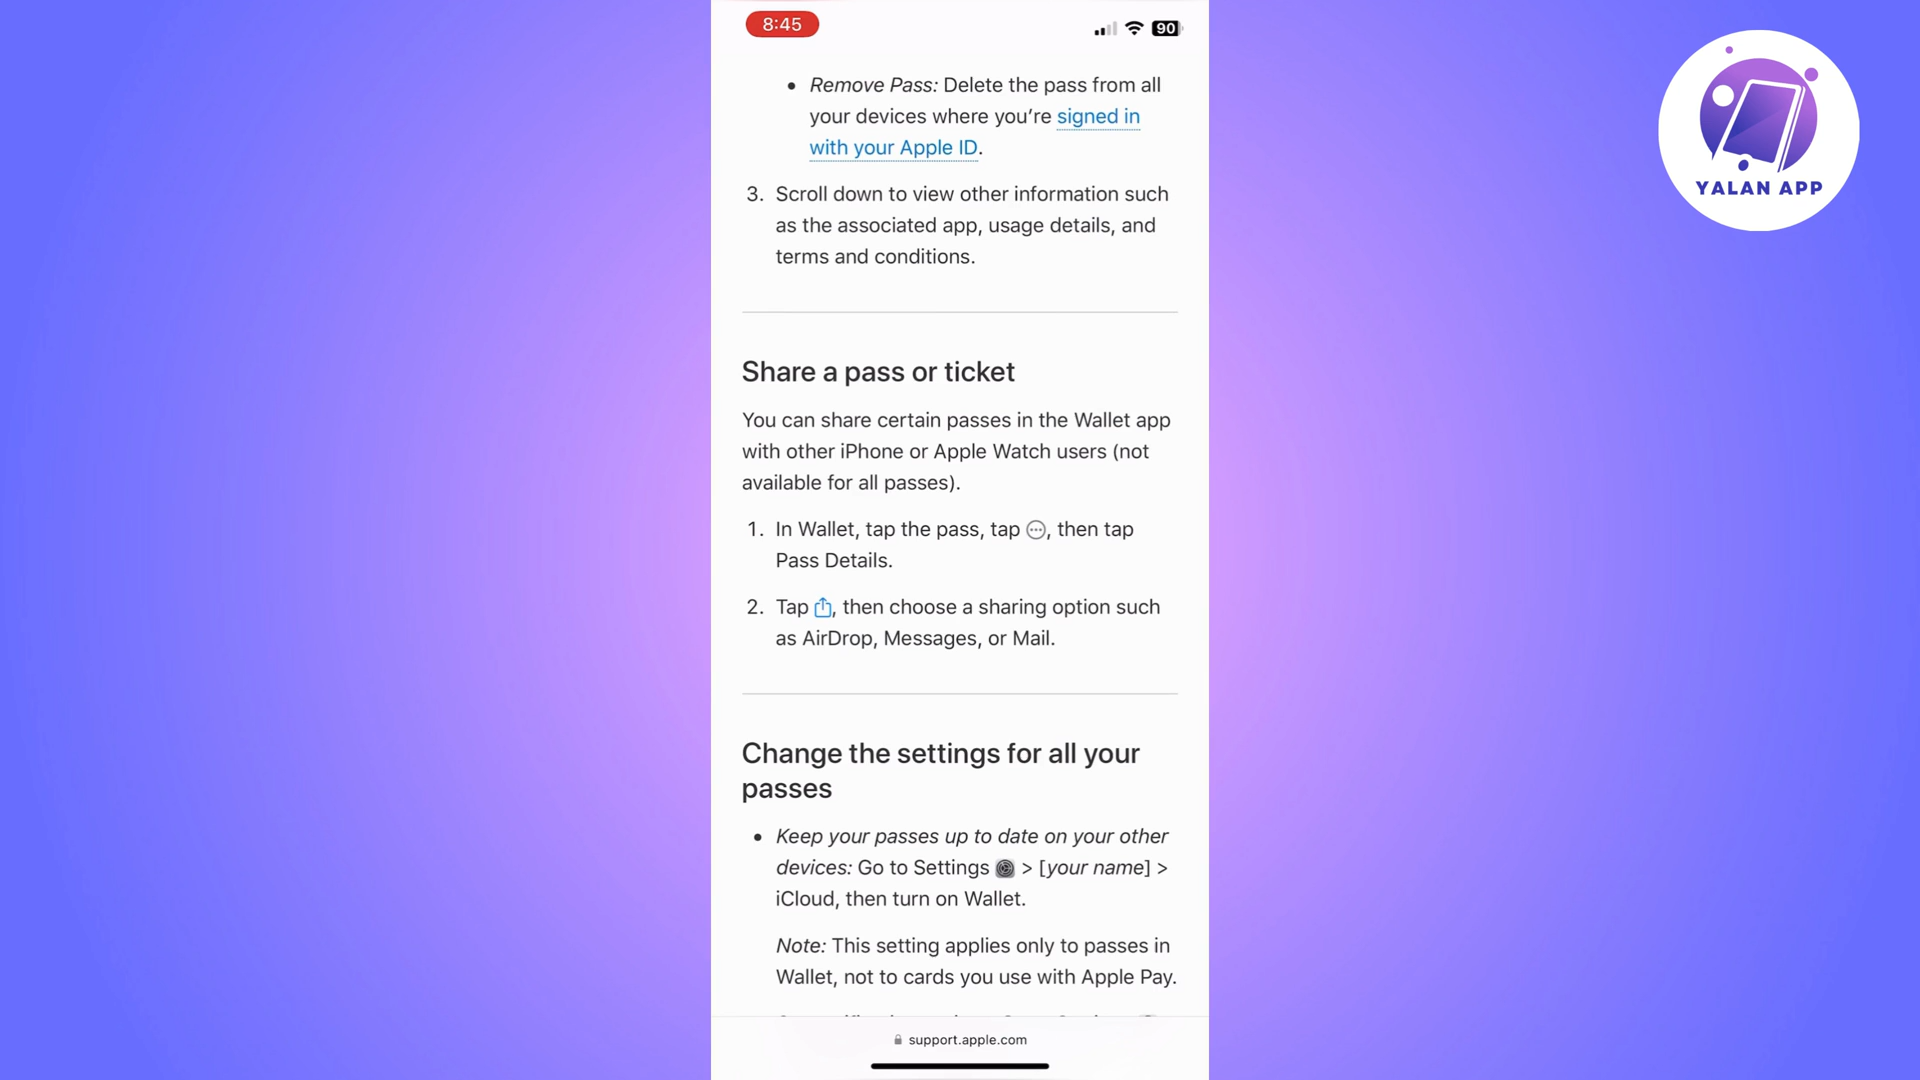 8:45
90
• Remove Pass: Delete the pass from all
your devices where you’re signed in
with your Apple ID.
3. Scroll down to view other information such
as the associated app, usage details, and
terms and conditions.
Share a pass or ticket
You can share certain passes in the Wallet app
with other iPhone or Apple Watch users (not
available for all passes).
1. In Wallet, tap the pass, tap , then tap
Pass Details.
2. Tap , then choose a sharing option such
as AirDrop, Messages, or Mail.
Change the settings for all your
passes
• Keep your passes up to date on your other
devices: Go to Settings > [your name] >
iCloud, then turn on Wallet.
Note: This setting applies only to passes in
Wallet, not to cards you use with Apple Pay.
support.apple.com
YALAN APP